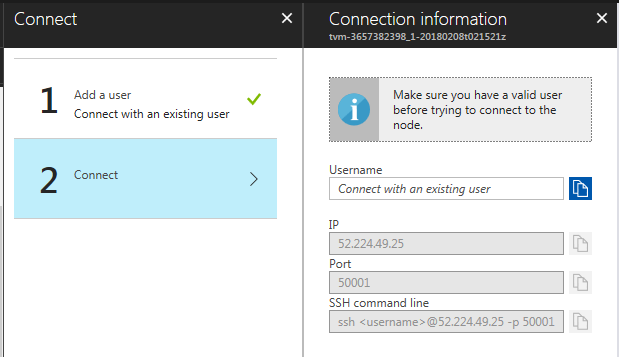 Connect
1
Add a user
Connect with an existing user
2
Connect
Connection information
tvm-3657382398_1-20180208t021521z
Make sure you have a valid user
before trying to connect to the
node.
Username
Connect with an existing user
IP
52.224.49.25
Port
50001
SSH command line
ssh <username>@52.224.49.25 -p 50001